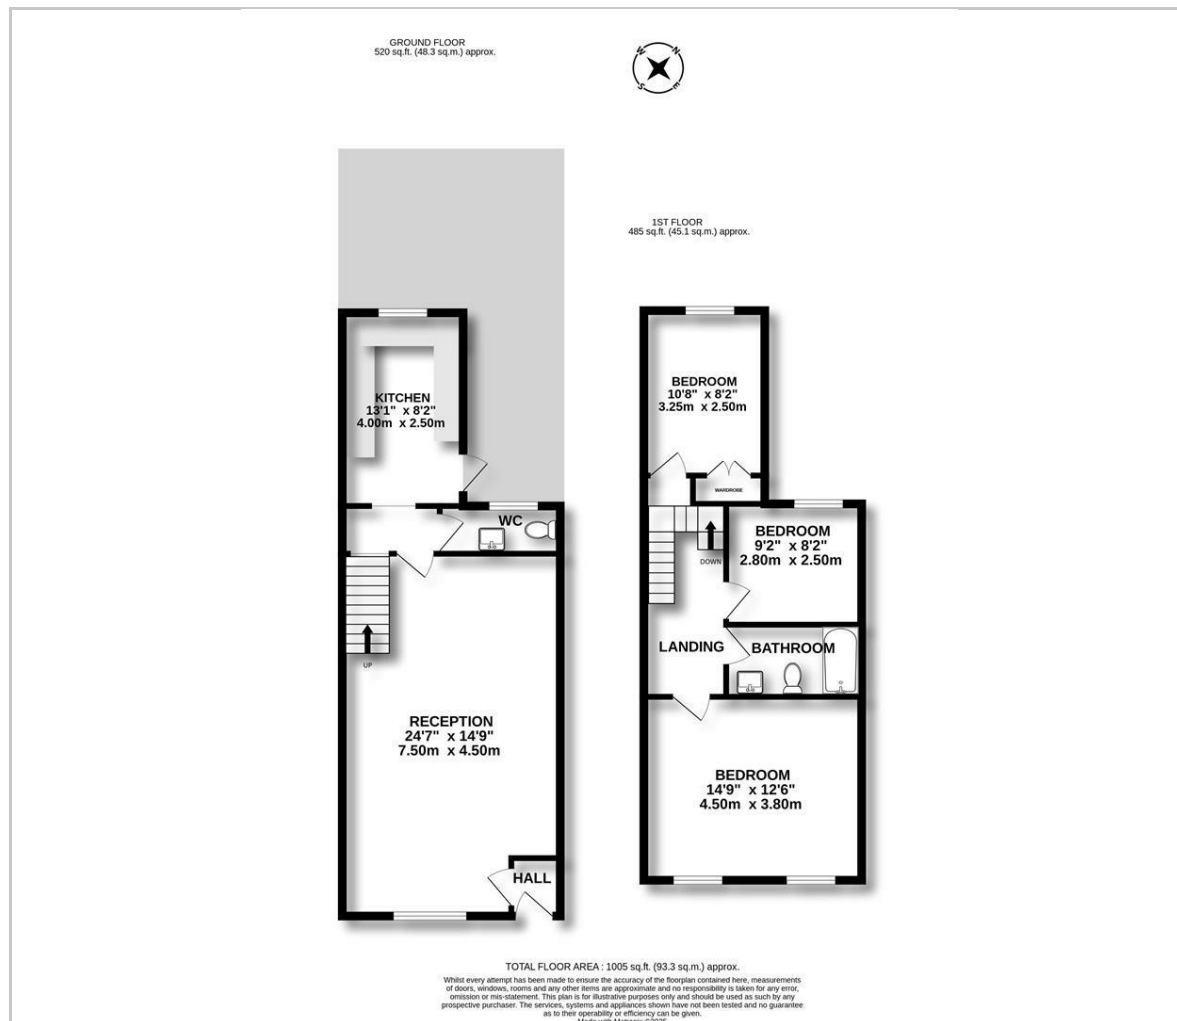 GROUND FLOOR
520 sq.ft. (48.3 sq.m.) approx.
W N
S E
1ST FLOOR
485 sq.ft. (45.1 sq.m.) approx.
KITCHEN
13'1" x 8'2"
4.00m x 2.50m
WC
UP
RECEPTION
24'7" x 14'9"
7.50m x 4.50m
HALL
BEDROOM
10'8" x 8'2"
3.25m x 2.50m
WARDROBE
BEDROOM
9'2" x 8'2"
2.80m x 2.50m
DOWN
LANDING
BATHROOM
BEDROOM
14'9" x 12'6"
4.50m x 3.80m
TOTAL FLOOR AREA : 1005 sq.ft. (93.3 sq.m.) approx.
Whilst every attempt has been made to ensure the accuracy of the floorplan contained here, measurements
of doors, windows, rooms and any other items are approximate and no responsibility is taken for any error,
omission or mis-statement. This plan is for illustrative purposes only and should be used as such by any
prospective purchaser. The services, systems and appliances shown have not been tested and no guarantee
as to their operability or efficiency can be given.
Made with Metropix ©2025